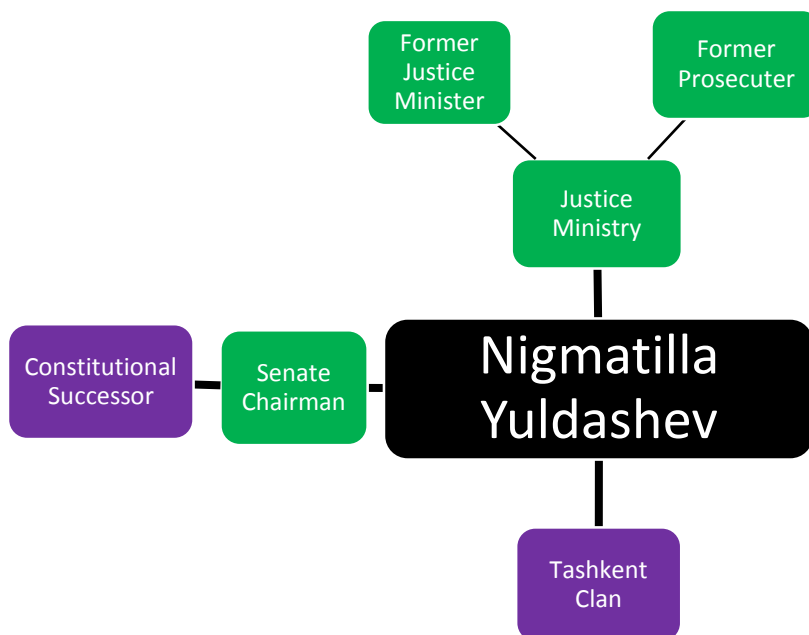 Former
Justice
Minister
Former
Prosecuter
Justice
Ministry
Constitutional
Successor
Senate
Chairman
Nigmatilla
Yuldashev
Tashkent
Clan